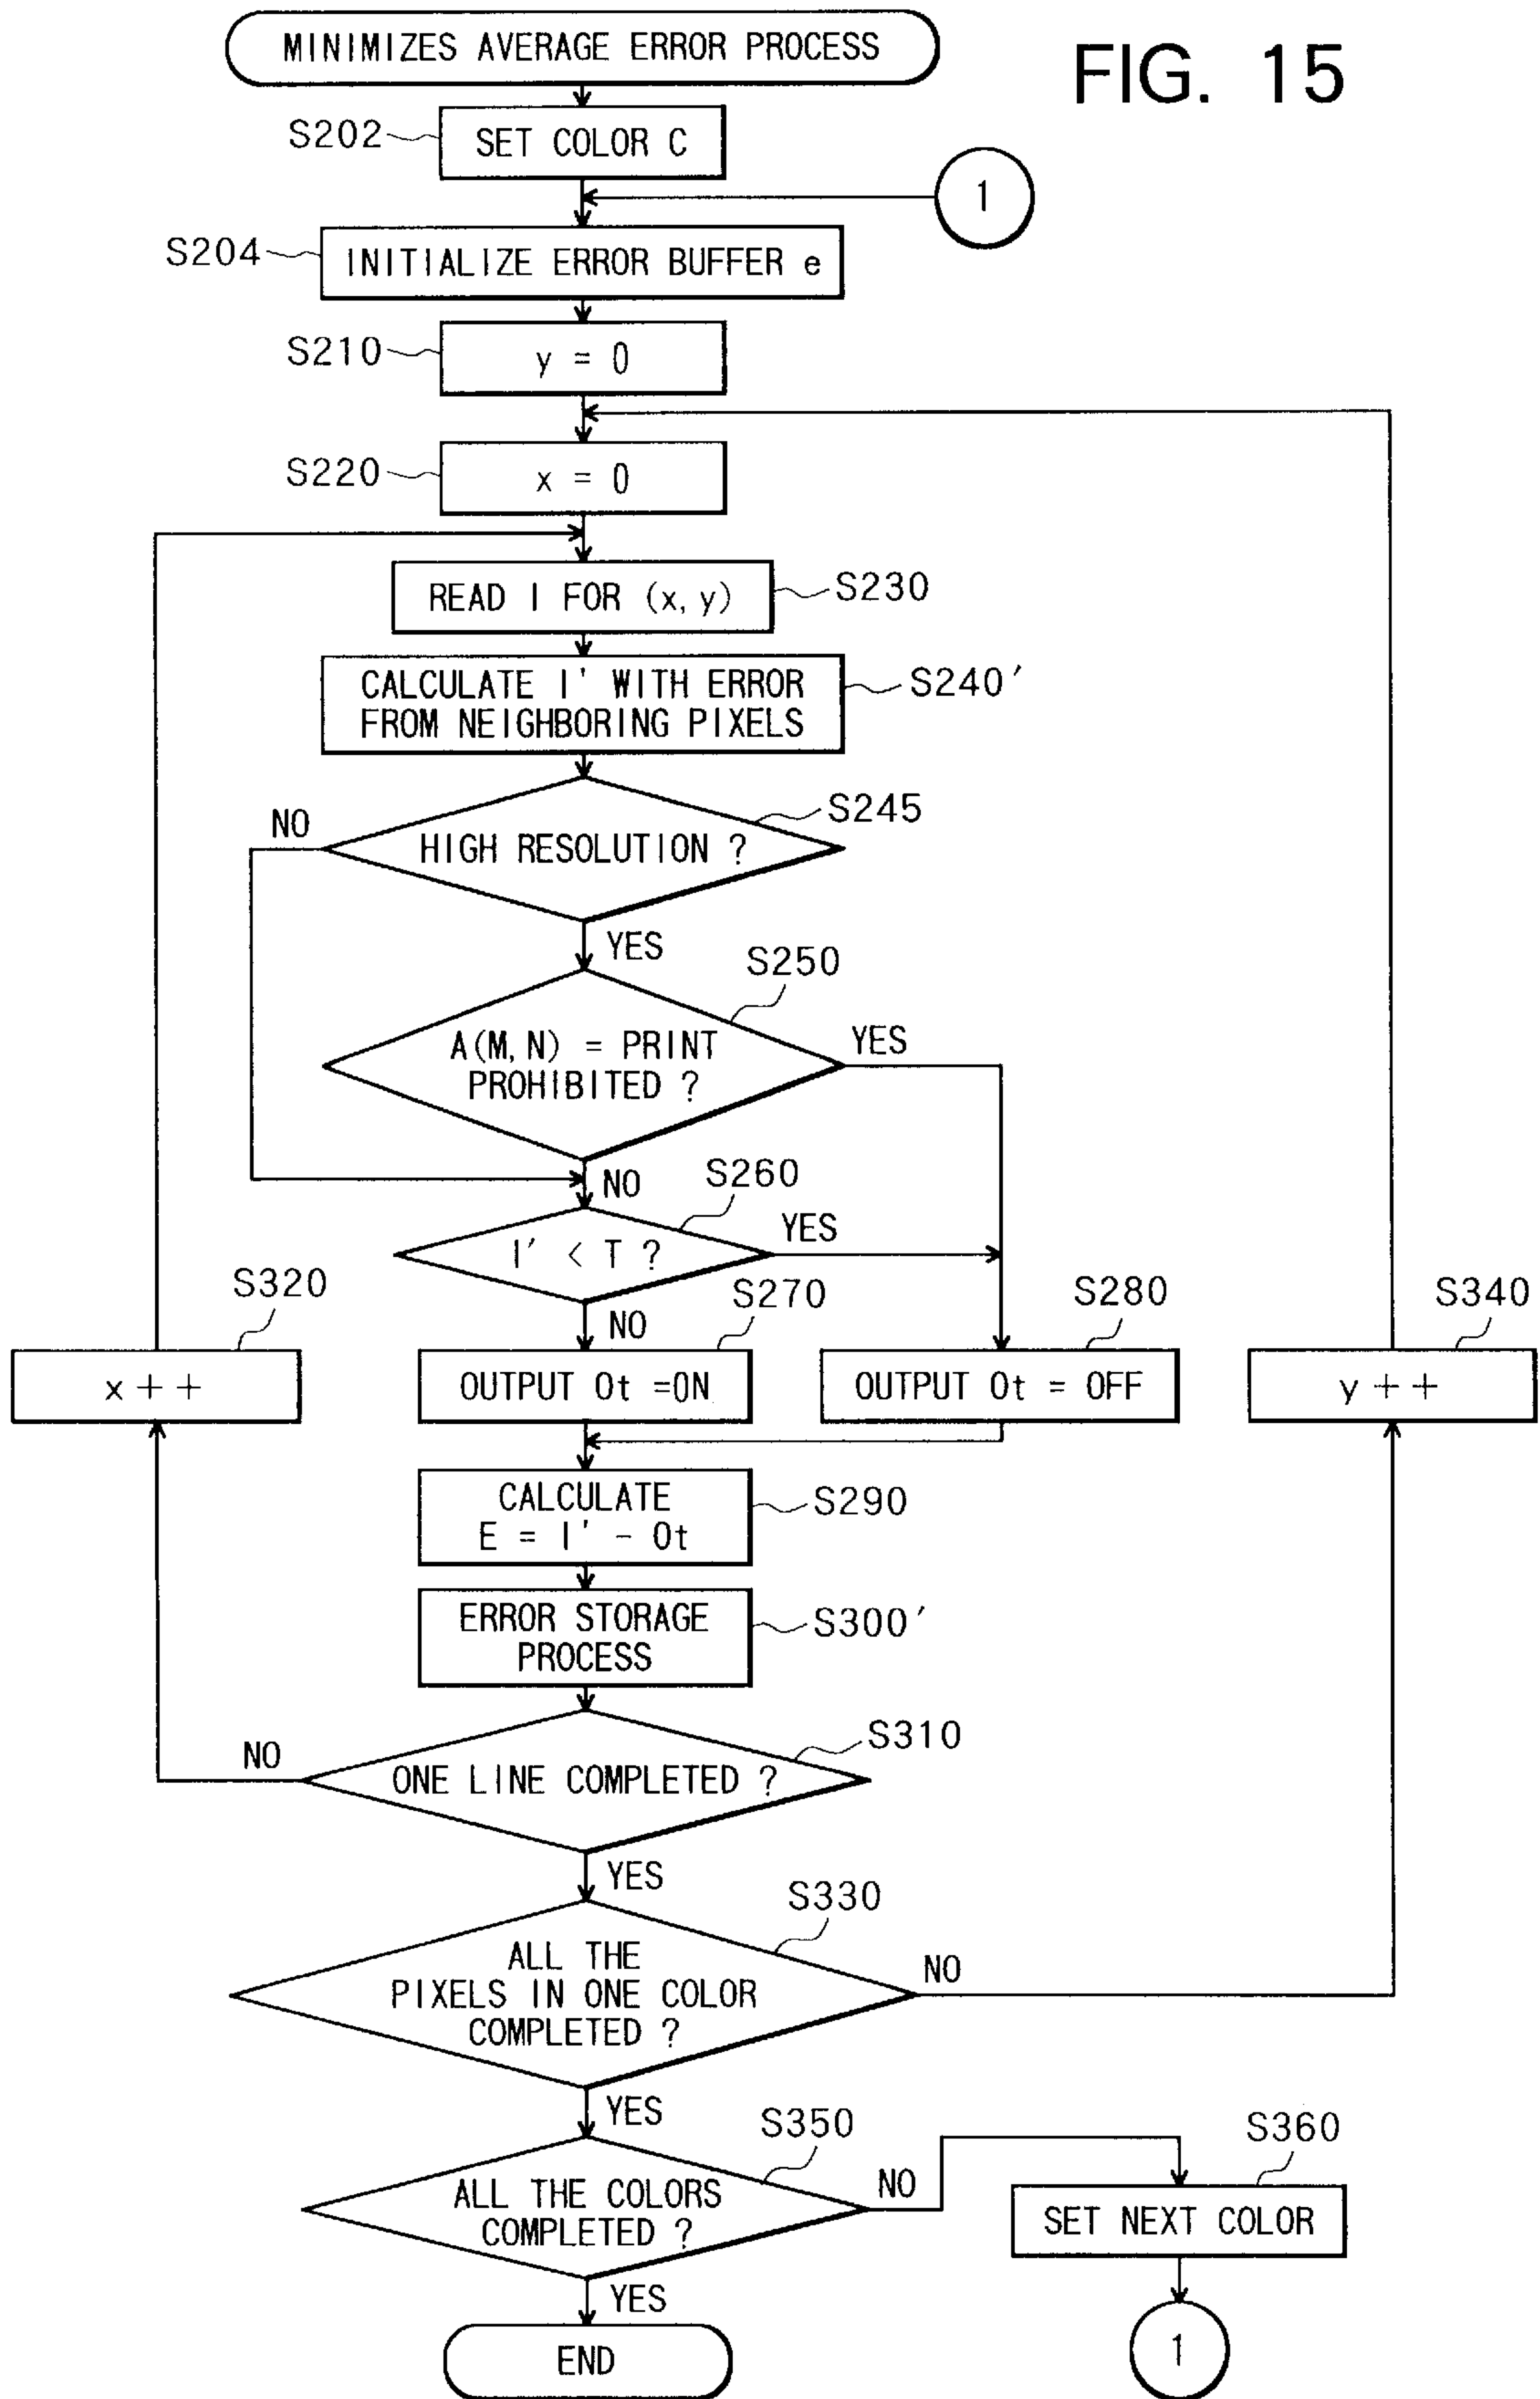 MINIMIZES AVERAGE ERROR PROCESS
FIG. 15
S202
SET COLOR C
1
S204
INITIALIZE ERROR BUFFER e
S210
y = 0
S220
x = 0
READ I FOR (x, y)
S230
CALCULATE I' WITH ERROR
FROM NEIGHBORING PIXELS
S240'
S245
NO
HIGH RESOLUTION ?
YES
S250
A(M, N) = PRINT
PROHIBITED ?
YES
NO
S260
I' < T ?
YES
NO
S320
x + +
S270
OUTPUT Ot =ON
S280
OUTPUT Ot = OFF
S340
y + +
CALCULATE
E = I' - Ot
S290
ERROR STORAGE
PROCESS
S300'
S310
NO
ONE LINE COMPLETED ?
YES
S330
ALL THE
PIXELS IN ONE COLOR
COMPLETED ?
NO
YES
S350
ALL THE COLORS
COMPLETED ?
NO
S360
SET NEXT COLOR
YES
END
1